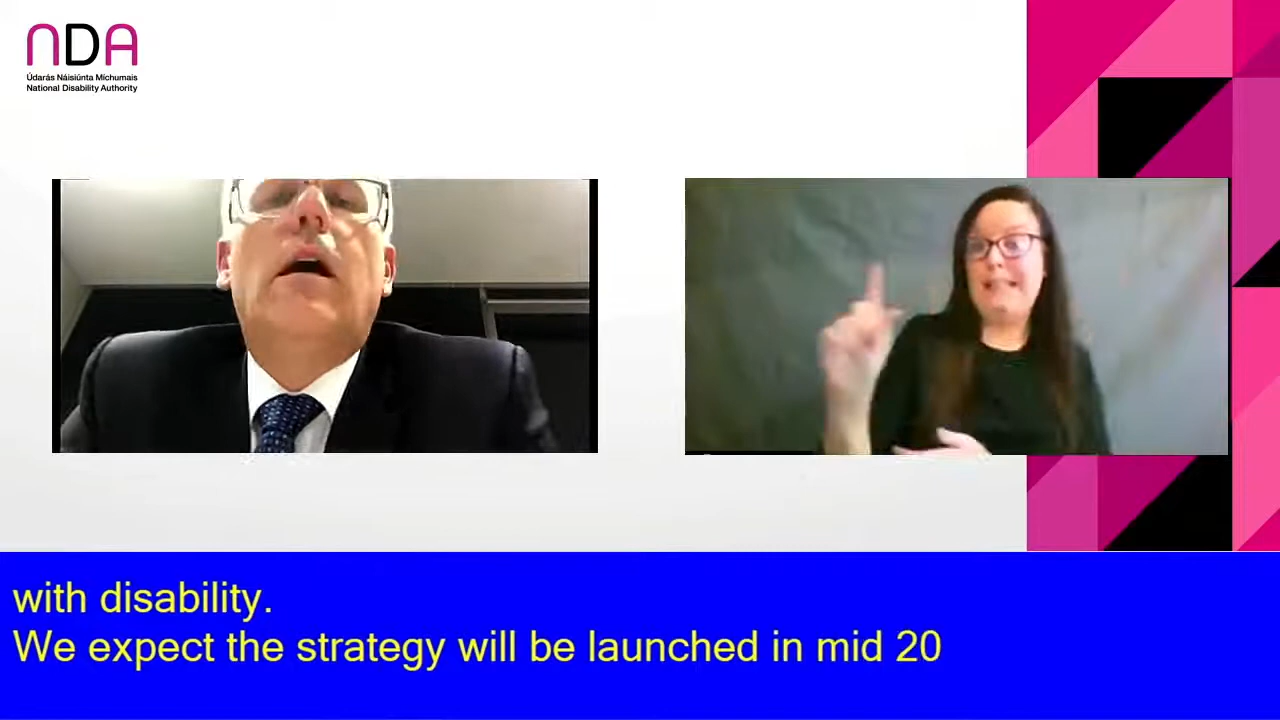 NDA
Údarás Náisiúnta Míchumais
National Disability Authority
with disability.
We expect the strategy will be launched in mid 20